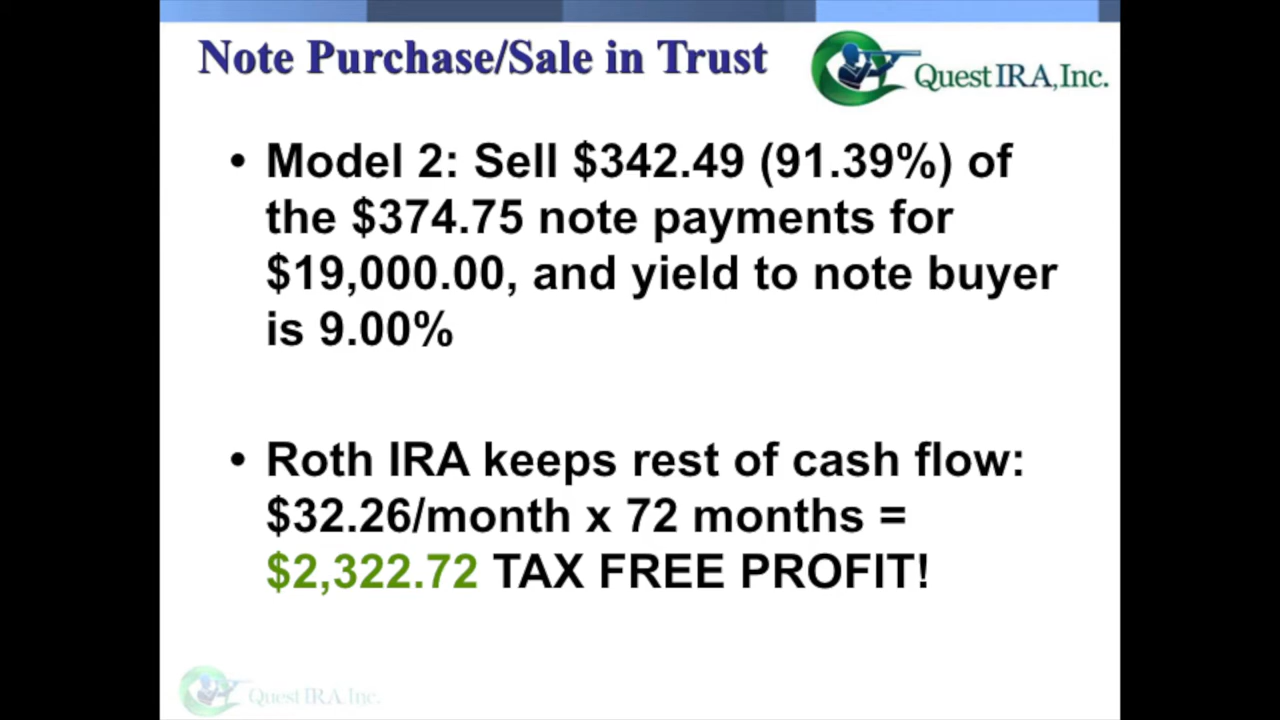 Note Purchase/Sale in Trust
Quest IRA, Inc.
• Model 2: Sell $342.49 (91.39%) of
the $374.75 note payments for
$19,000.00, and yield to note buyer
is 9.00%
• Roth IRA keeps rest of cash flow:
$32.26/month x 72 months =
$2,322.72 TAX FREE PROFIT!
Quest IRA, Inc.